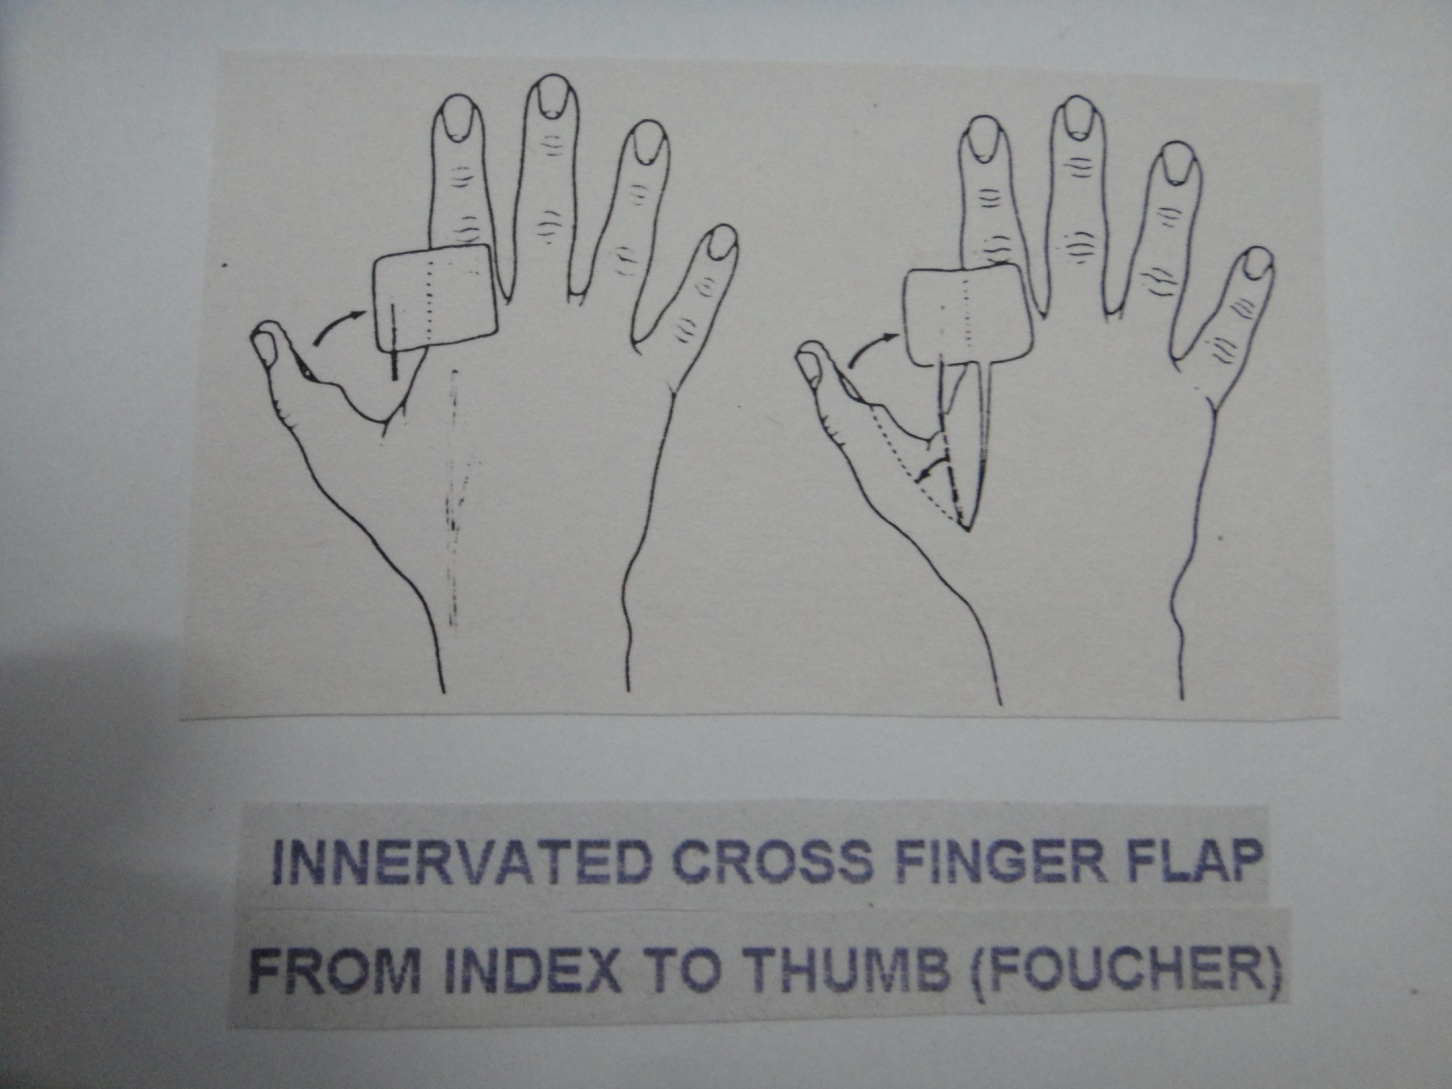 INNERVATED CROSS FINGER FLAP
FROM INDEX TO THUMB (FOUCHER)